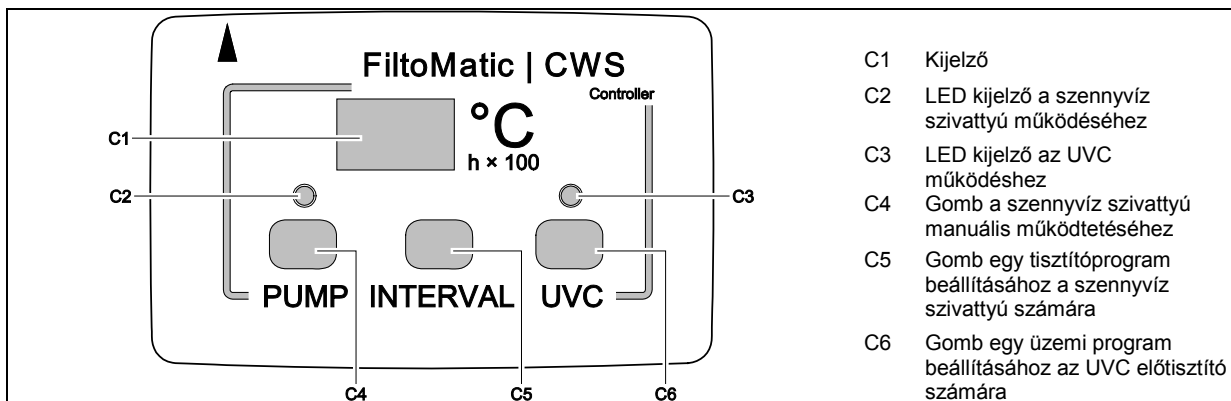 FiltoMatic | CWS
Controller
°C
h × 100
C1
C2
C3
PUMP INTERVAL UVC
C4 C5 C6
C1 Kijelző
C2 LED kijelző a szennyvíz
szivattyú működéséhez
C3 LED kijelző az UVC
működéshez
C4 Gomb a szennyvíz szivattyú
manuális működtetéséhez
C5 Gomb egy tisztítóprogram
beállításához a szennyvíz
szivattyú számára
C6 Gomb egy üzemi program
beállításához az UVC előtisztító
számára